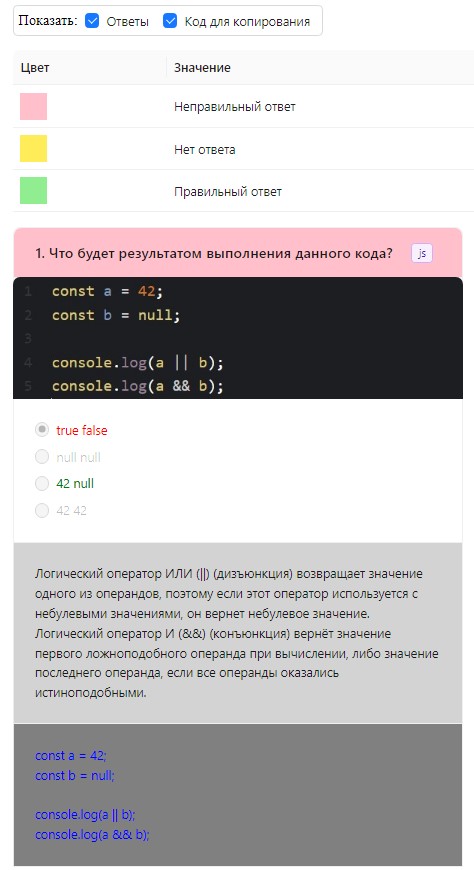 Показать: Ответы Код для копирования
Цвет Значение
Неправильный ответ
Нет ответа
Правильный ответ
1. Что будет результатом выполнения данного кода? js
1 const a = 42;
2 const b = null;
3
4 console.log(a || b);
5 console.log(a && b);
true false
null null
42 null
42 42
Логический оператор ИЛИ (||) (дизъюнкция) возвращает значение
одного из операндов, поэтому если этот оператор используется с
небулевыми значениями, он вернет небулевое значение.
Логический оператор И (&&) (конъюнкция) вернёт значение
первого ложноподобного операнда при вычислении, либо значение
последнего операнда, если все операнды оказались
истиноподобными.
const a = 42;
const b = null;
console.log(a || b);
console.log(a && b);